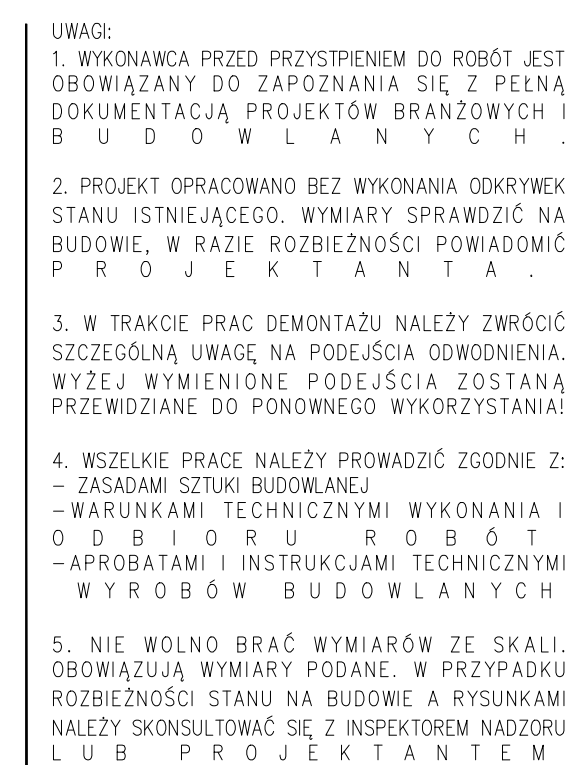 UWAGI:
1. WYKONAWCA PRZED PRZYSTPIENIEM DO ROBÓT JEST
OBOWIĄZANY DO ZAPOZNANIA SIĘ Z PEŁNĄ
DOKUMENTACJĄ PROJEKTÓW BRANŻOWYCH I
BUDOWLANYCH.
2. PROJEKT OPRACOWANO BEZ WYKONANIA ODKRYWEK
STANU ISTNIEJĄCEGO. WYMIARY SPRAWDZIĆ NA
BUDOWIE, W RAZIE ROZBIEŻNOŚCI POWIADOMIĆ
PROJEKTANTA.
3. W TRAKCIE PRAC DEMONTAŻU NALEŻY ZWRÓCIĆ
SZCZEGÓLNĄ UWAGĘ NA PODEJŚCIA ODWODNIENIA.
WYŻEJ WYMIENIONE PODEJŚCIA ZOSTANĄ
PRZEWIDZIANE DO PONOWNEGO WYKORZYSTANIA!
4. WSZELKIE PRACE NALEŻY PROWADZIĆ ZGODNIE Z:
– ZASADAMI SZTUKI BUDOWLANEJ
–WARUNKAMI TECHNICZNYMI WYKONANIA I
ODBIORU ROBÓT
–APROBATAMI I INSTRUKCJAMI TECHNICZNYMI
WYROBÓW BUDOWLANYCH
5. NIE WOLNO BRAĆ WYMIARÓW ZE SKALI.
OBOWIĄZUJĄ WYMIARY PODANE. W PRZYPADKU
ROZBIEŻNOŚCI STANU NA BUDOWIE A RYSUNKAMI
NALEŻY SKONSULTOWAĆ SIĘ Z INSPEKTOREM NADZORU
LUB PROJEKTANTEM